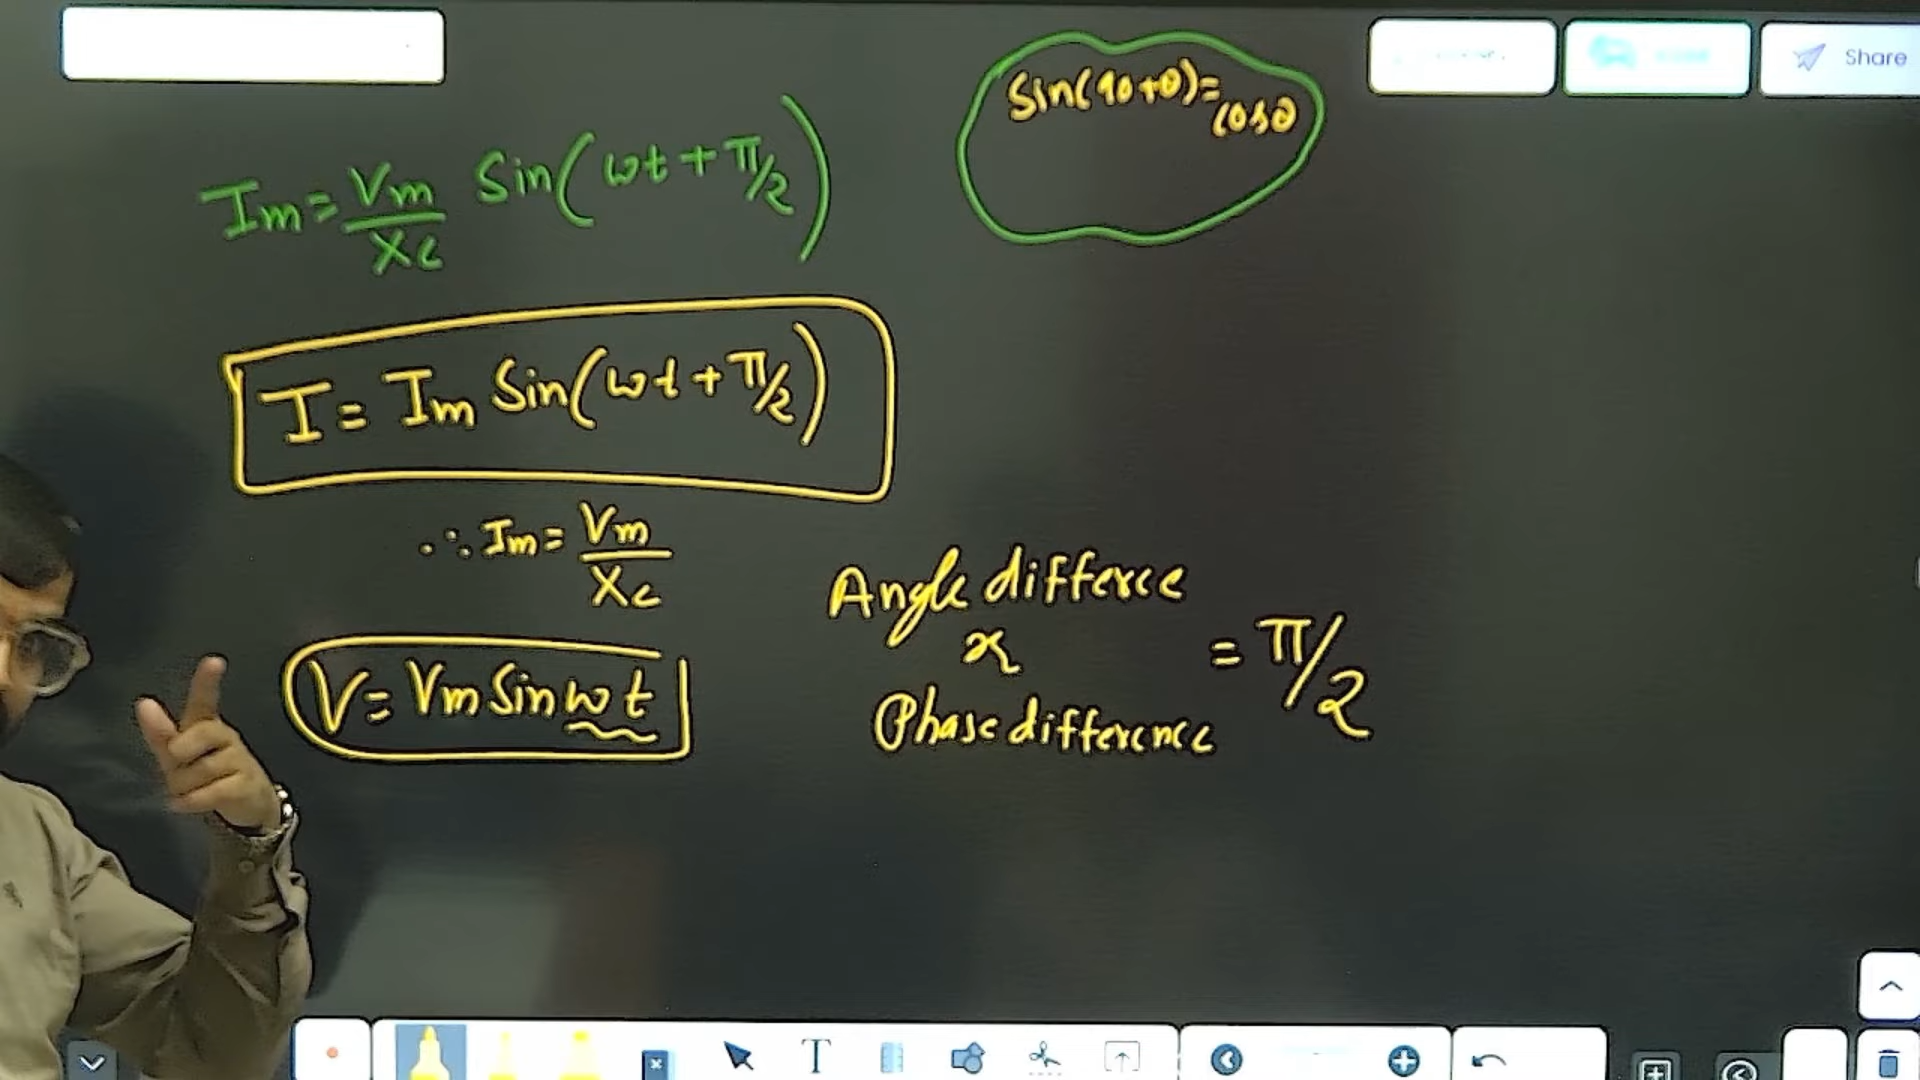 Share
Sin(90+θ)=
cosθ
Im = Vm/Xc Sin(ωt + π/2)
I = Im Sin(ωt + π/2)
∴ Im = Vm/Xc
V = Vm Sin ωt
Angle differce
Phase difference
= π/2
T